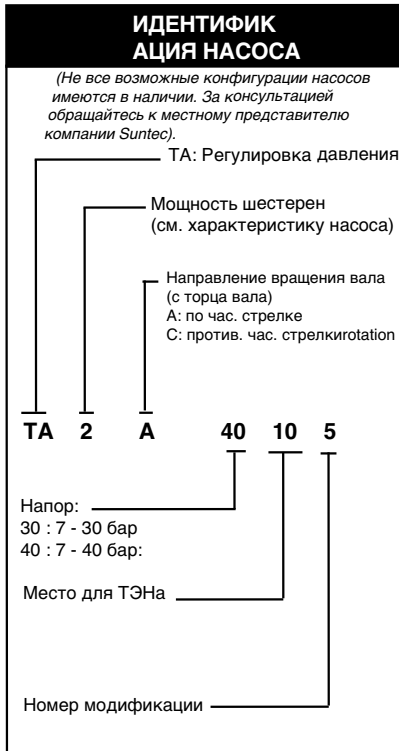 ИДЕНТИФИК
АЦИЯ НАСОСА
(Не все возможные конфигурации насосов
имеются в наличии. За консультацией
обращайтесь к местному представителю
компании Suntec).
ТА: Регулировка давления
Мощность шестерен
(см. характеристику насоса)
Направление вращения вала
(с торца вала)
А: по час. стрелке
С: против. час. стрелкиrotation
TA 2 A 40 10 5
Напор:
30 : 7 - 30 бар
40 : 7 - 40 бар:
Место для ТЭНа
Номер модификации